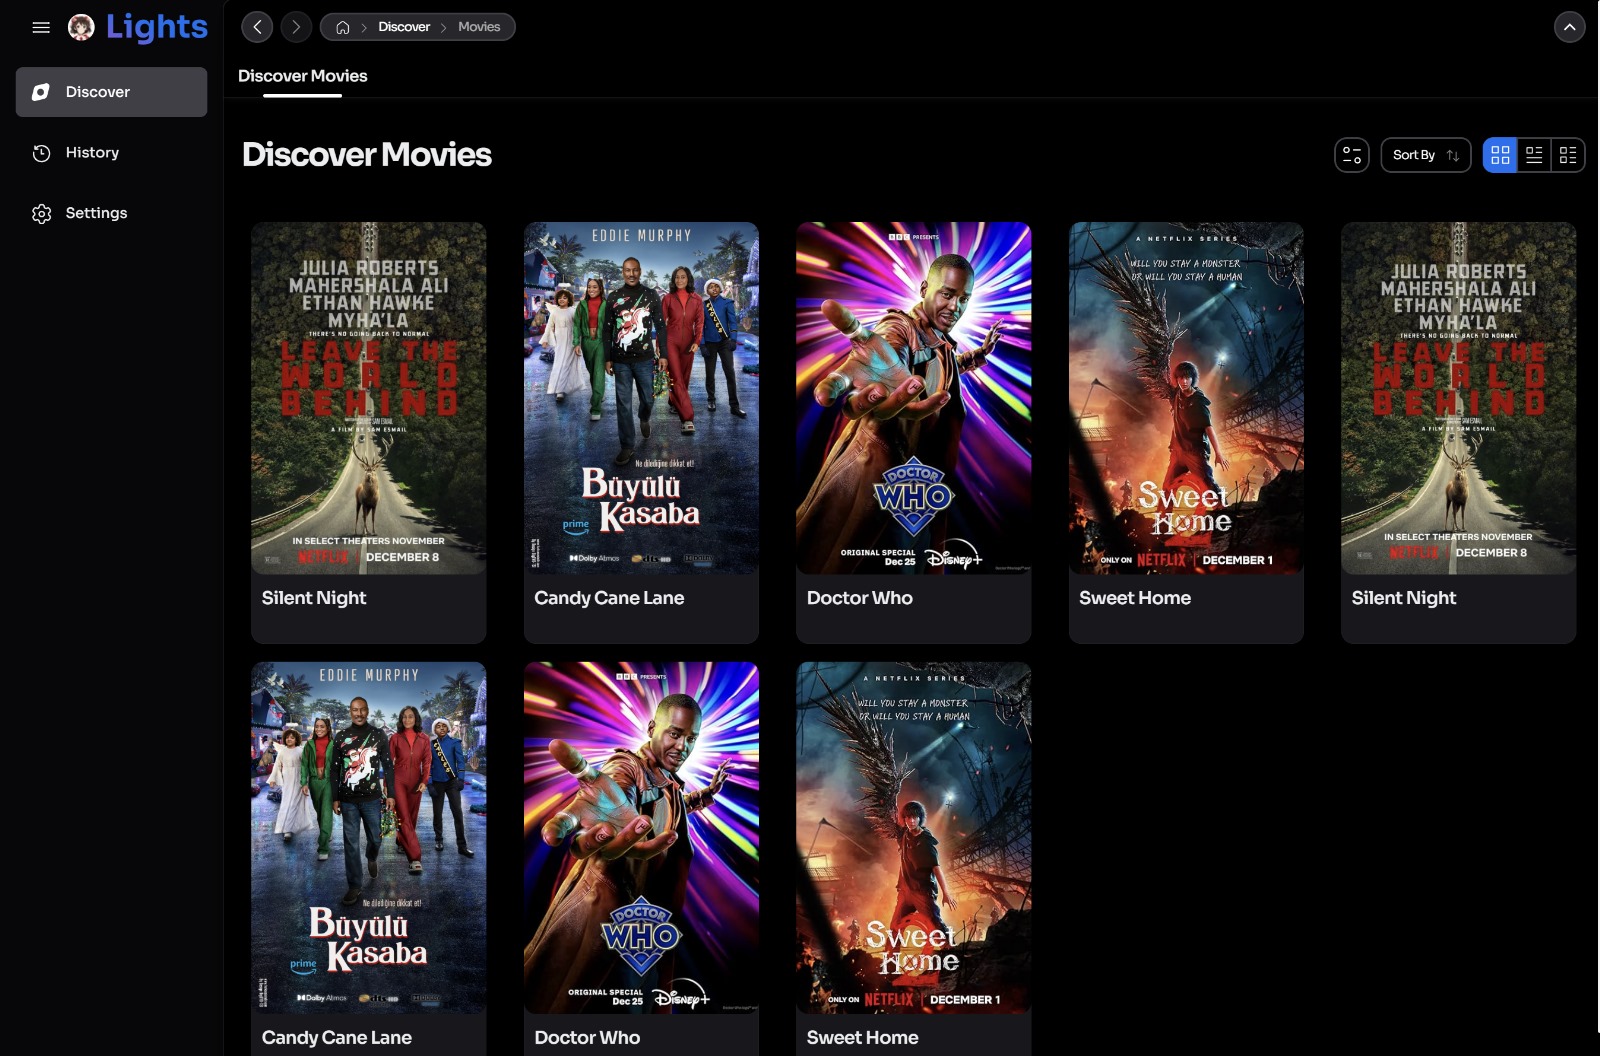 Lights
Discover
Movies
Discover Movies
Discover
History
Settings
Discover Movies
Sort By
JULIA ROBERTS
MAHERSHALA ALI
ETHAN HAWKE
MYHA'LA
THERE'S NO GOING BACK TO NORMAL
LEAVE THE
WORLD
BEHIND
A FILM BY SAM ESMAIL
IN SELECT THEATERS NOVEMBER
NETFLIX | DECEMBER 8
Silent Night
EDDIE MURPHY
Ne dilediğine dikkat et!
Büyülü
Kasaba
prime
Dolby Atmos
dts HD
Candy Cane Lane
BBC PRESENTS
DOCTOR
WHO
ORIGINAL SPECIAL
Dec 25
Disney+
Doctor Who
A NETFLIX SERIES
WILL YOU STAY A MONSTER
OR WILL YOU STAY A HUMAN
Sweet
Home
ONLY ON NETFLIX | DECEMBER 1
Sweet Home
JULIA ROBERTS
MAHERSHALA ALI
ETHAN HAWKE
MYHA'LA
THERE'S NO GOING BACK TO NORMAL
LEAVE THE
WORLD
BEHIND
A FILM BY SAM ESMAIL
IN SELECT THEATERS NOVEMBER
NETFLIX | DECEMBER 8
Silent Night
EDDIE MURPHY
Ne dilediğine dikkat et!
Büyülü
Kasaba
prime
Dolby Atmos
dts HD
Candy Cane Lane
BBC PRESENTS
DOCTOR
WHO
ORIGINAL SPECIAL
Dec 25
Disney+
Doctor Who
A NETFLIX SERIES
WILL YOU STAY A MONSTER
OR WILL YOU STAY A HUMAN
Sweet
Home
ONLY ON NETFLIX | DECEMBER 1
Sweet Home